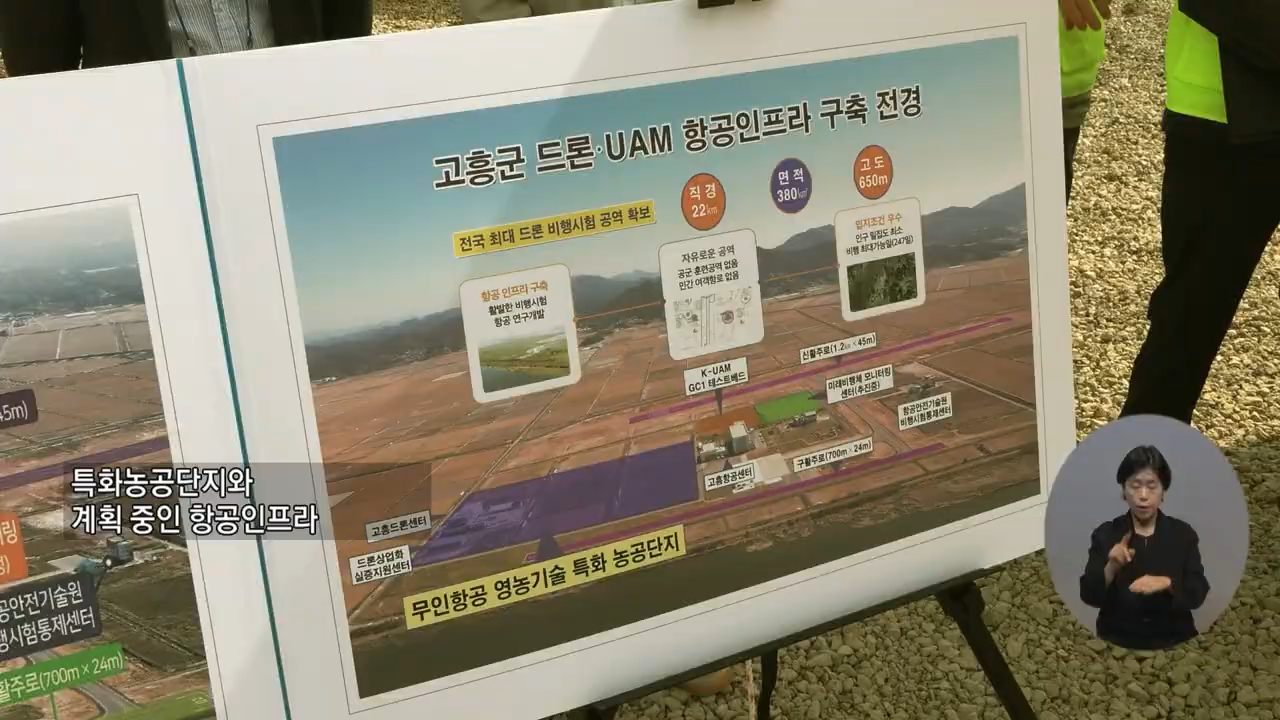 고흥군 드론·UAM 항공인프라 구축 전경
전국 최대 드론 비행시험 공역 확보
직 경
22㎞
면 적
380㎢
고 도
650m
항공 인프라 구축
활발한 비행시험
항공 연구개발
자유로운 공역
공군 훈련공역 없음
민간 여객항로 없음
입지조건 우수
인구 밀집도 최소
비행 최대가능일(247일)
신활주로(1.2㎞×45m)
K-UAM
GC1 테스트베드
미래비행체 모니터링
센터(추진중)
항공안전기술원
비행시험통제센터
구활주로(700m×24m)
고흥항공센터
고흥드론센터
드론상업화
실증지원센터
무인항공 영농기술 특화 농공단지
45m)
링
공안전기술원
행시험통제센터
활주로(700m×24m)
특화농공단지와
계획 중인 항공인프라